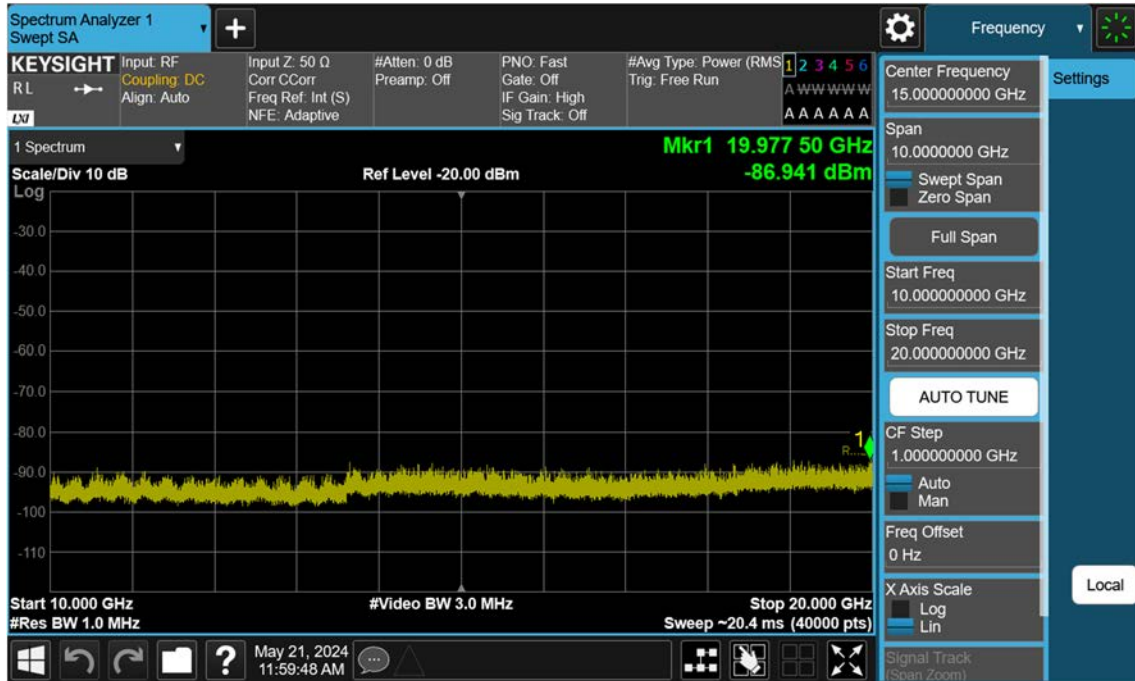 Spectrum Analyzer 1
Swept SA
+
Frequency
KEYSIGHT
R L
LXI
Input: RF
Coupling: DC
Align: Auto
Input Z: 50 Ω
Corr CCorr
Freq Ref: Int (S)
NFE: Adaptive
#Atten: 0 dB
Preamp: Off
PNO: Fast
Gate: Off
IF Gain: High
Sig Track: Off
#Avg Type: Power (RMS
Trig: Free Run
1 2 3 4 5 6
A W W W W W
A A A A A A
Center Frequency
15.000000000 GHz
Settings
1 Spectrum
Mkr1 19.977 50 GHz
-86.941 dBm
Scale/Div 10 dB
Ref Level -20.00 dBm
Log
-30.0
-40.0
-50.0
-60.0
-70.0
-80.0
-90.0
-100
-110
1
R...
Start 10.000 GHz
#Video BW 3.0 MHz
Stop 20.000 GHz
#Res BW 1.0 MHz
Sweep ~20.4 ms (40000 pts)
Span
10.0000000 GHz
Swept Span
Zero Span
Full Span
Start Freq
10.000000000 GHz
Stop Freq
20.000000000 GHz
AUTO TUNE
CF Step
1.000000000 GHz
Auto
Man
Freq Offset
0 Hz
X Axis Scale
Log
Lin
Local
Signal Track
(Span Zoom)
?
May 21, 2024
11:59:48 AM